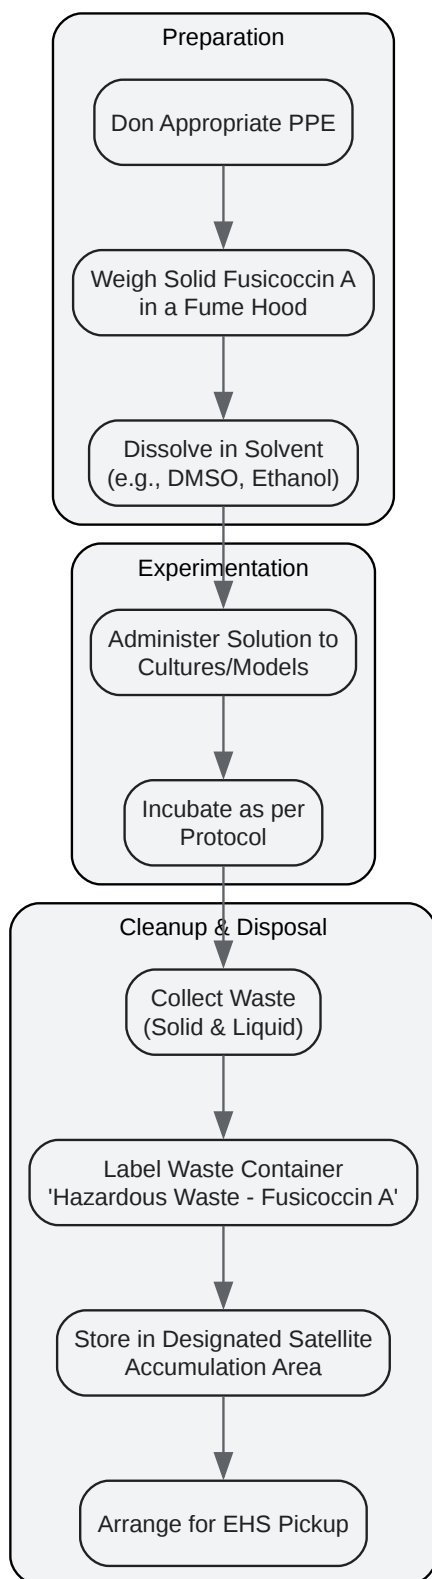 Preparation
Don Appropriate PPE
Weigh Solid Fusicoccin A
in a Fume Hood
Dissolve in Solvent
(e.g., DMSO, Ethanol)
Experimentation
Administer Solution to
Cultures/Models
Incubate as per
Protocol
Cleanup & Disposal
Collect Waste
(Solid & Liquid)
Label Waste Container
'Hazardous Waste - Fusicoccin A'
Store in Designated Satellite
Accumulation Area
Arrange for EHS Pickup